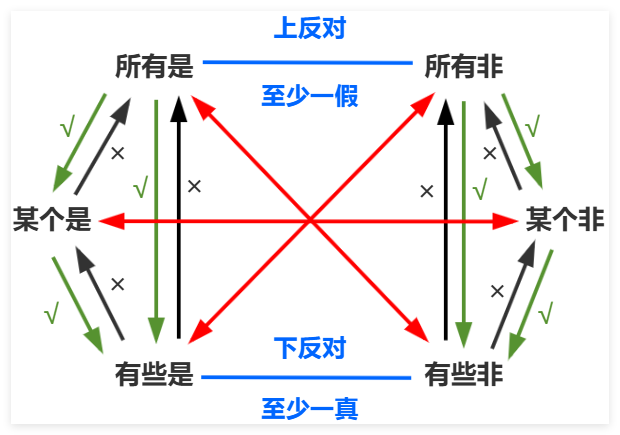 上反对
所有是
所有非
至少一假
√
×
√
×
×
√
×
√
某个是
某个非
√
×
×
√
下反对
有些是
有些非
至少一真